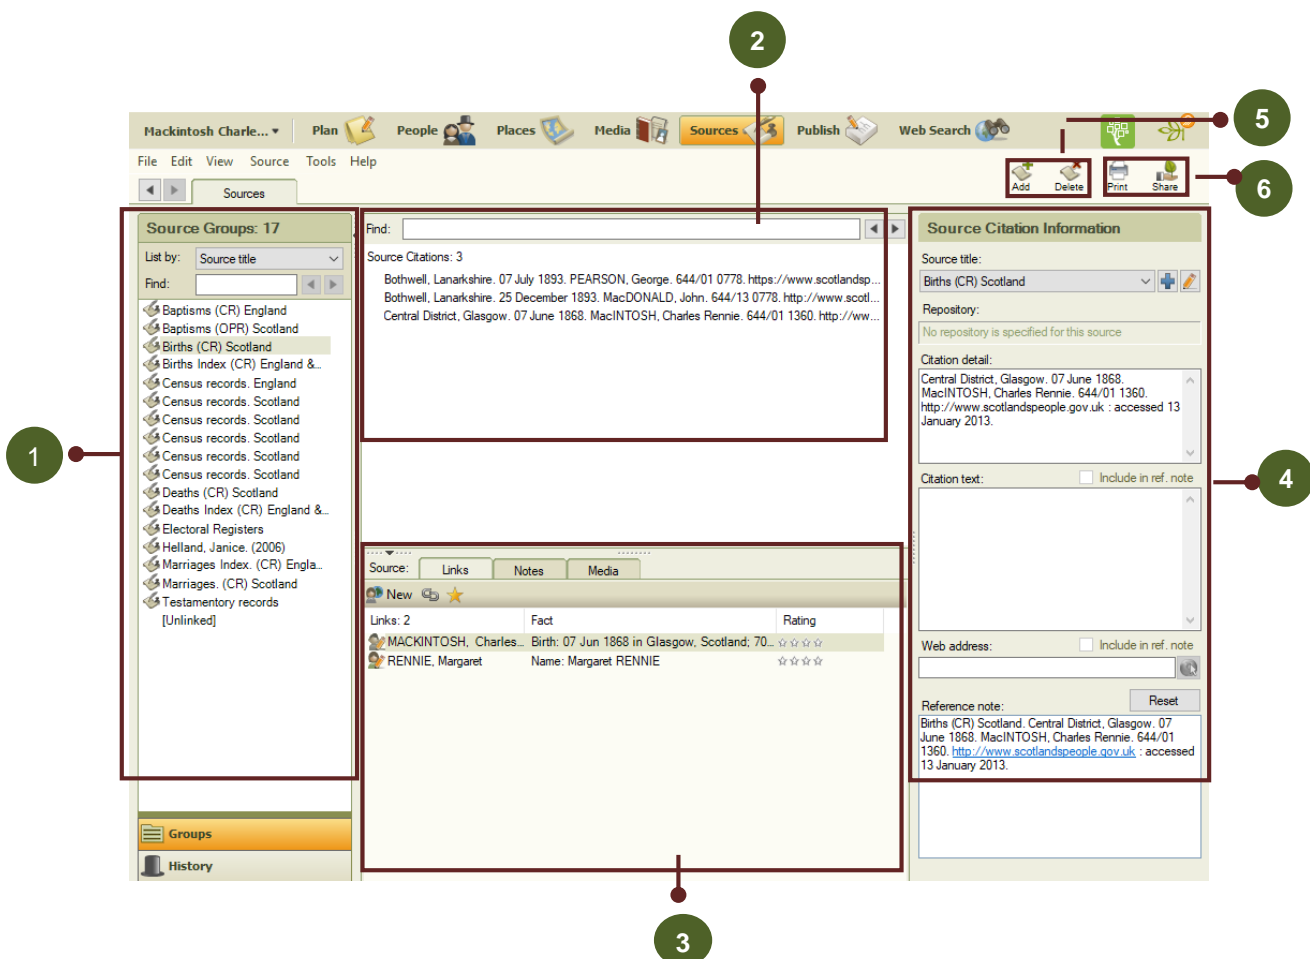 2
5
Mackintosh Charle... Plan People Places Media Sources Publish Web Search
File Edit View Source Tools Help
Add Delete Print Share
6
Sources
Source Groups: 17
List by: Source title
Find:
Baptisms (CR) England
Baptisms (OPR) Scotland
Births (CR) Scotland
Births Index (CR) England &...
Census records. England
Census records. Scotland
Census records. Scotland
Census records. Scotland
Census records. Scotland
Census records. Scotland
Deaths (CR) Scotland
Deaths Index (CR) England &...
Electoral Registers
Helland, Janice. (2006)
Marriages Index. (CR) Engla...
Marriages. (CR) Scotland
Testamentory records
[Unlinked]
Groups
History
1
Find:
Source Citations: 3
Bothwell, Lanarkshire. 07 July 1893. PEARSON, George. 644/01 0778. https://www.scotlandsp...
Bothwell, Lanarkshire. 25 December 1893. MacDONALD, John. 644/13 0778. http://www.scotl...
Central District, Glasgow. 07 June 1868. MacINTOSH, Charles Rennie. 644/01 1360. http://ww...
Source: Links Notes Media
New
Links: 2 Fact Rating
MACKINTOSH, Charles... Birth: 07 Jun 1868 in Glasgow, Scotland; 70...
RENNIE, Margaret Name: Margaret RENNIE
3
Source Citation Information
Source title:
Births (CR) Scotland
Repository:
No repository is specified for this source
Citation detail:
Central District, Glasgow. 07 June 1868.
MacINTOSH, Charles Rennie. 644/01 1360.
http://www.scotlandspeople.gov.uk : accessed 13
January 2013.
Citation text: Include in ref. note
4
Web address: Include in ref. note
Reference note: Reset
Births (CR) Scotland. Central District, Glasgow. 07
June 1868. MacINTOSH, Charles Rennie. 644/01
1360. http://www.scotlandspeople.gov.uk : accessed
13 January 2013.